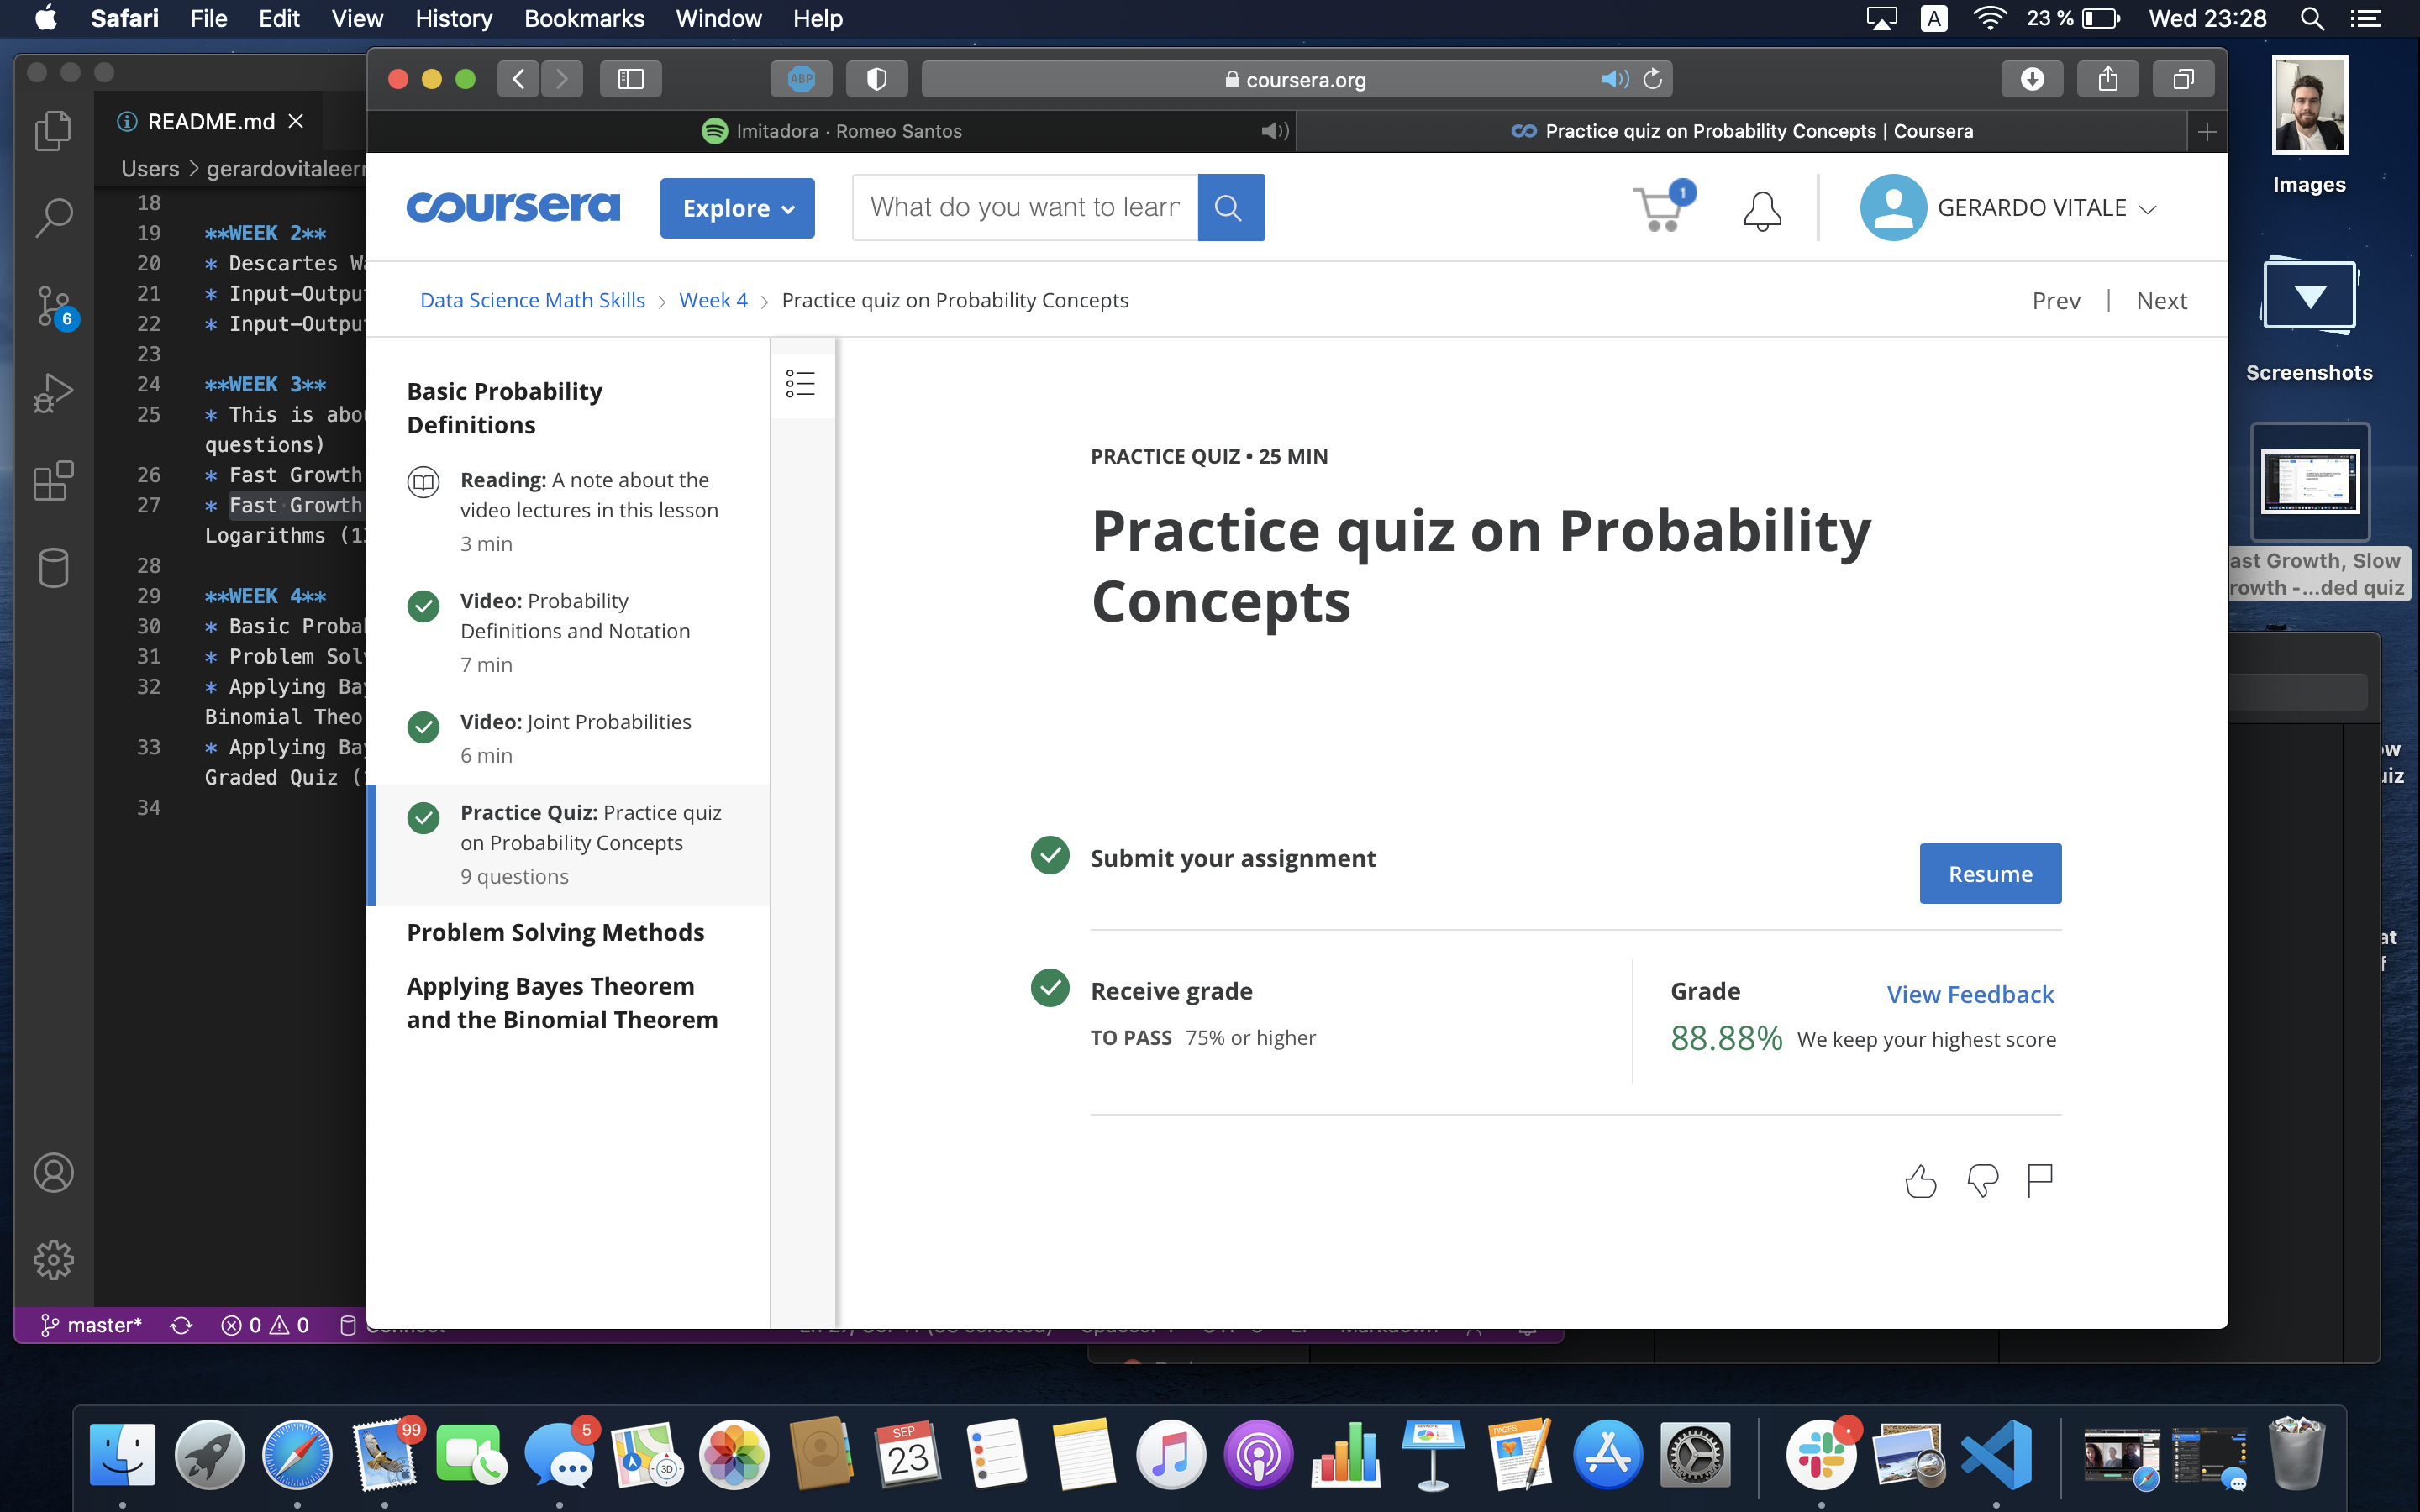 Safari File Edit View History Bookmarks Window Help
A 23 % Wed 23:28
README.md
Users > gerardovitaleer
18
19 **WEEK 2**
20 * Descartes W
21 * Input-Outpu
22 * Input-Outpu
23
24 **WEEK 3**
25 * This is abo
questions)
26 * Fast Growth
27 * Fast Growth
Logarithms (1
28
29 **WEEK 4**
30 * Basic Proba
31 * Problem Sol
32 * Applying Ba
Binomial Theo
33 * Applying Ba
Graded Quiz (
34
6
master* 0 0
ABP
coursera.org
Imitadora · Romeo Santos
Practice quiz on Probability Concepts | Coursera
coursera
Explore
What do you want to learn
1
GERARDO VITALE
Data Science Math Skills > Week 4 > Practice quiz on Probability Concepts
Prev | Next
Basic Probability
Definitions
Reading: A note about the
video lectures in this lesson
3 min
Video: Probability
Definitions and Notation
7 min
Video: Joint Probabilities
6 min
Practice Quiz: Practice quiz
on Probability Concepts
9 questions
Problem Solving Methods
Applying Bayes Theorem
and the Binomial Theorem
PRACTICE QUIZ • 25 MIN
Practice quiz on Probability
Concepts
Submit your assignment
Resume
Receive grade
TO PASS 75% or higher
Grade
View Feedback
88.88% We keep your highest score
Images
Screenshots
ast Growth, Slow
rowth -...ded quiz
99
5
3D
SEP
23
PAGES